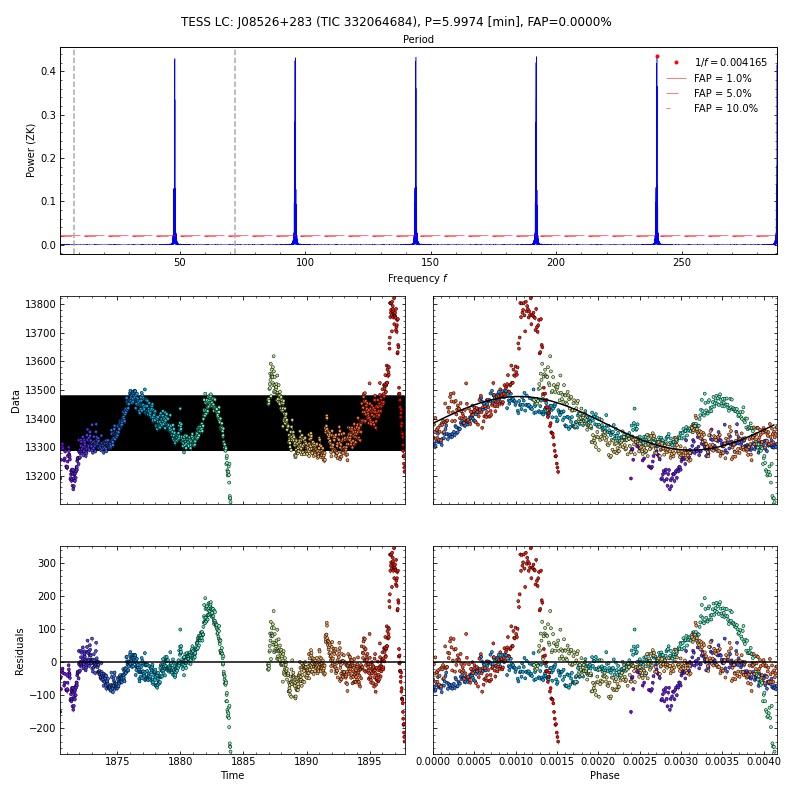 TESS LC: J08526+283 (TIC 332064684), P=5.9974 [min], FAP=0.0000%
Period
Power (ZK)
0.4
0.3
0.2
0.1
0.0
1/f = 0.004165
FAP = 1.0%
FAP = 5.0%
FAP = 10.0%
50 100 150 200 250
Frequency f
Data
13800
13700
13600
13500
13400
13300
13200
Residuals
300
200
100
0
−100
−200
1875 1880 1885 1890 1895
Time
0.0000 0.0005 0.0010 0.0015 0.0020 0.0025 0.0030 0.0035 0.0040
Phase